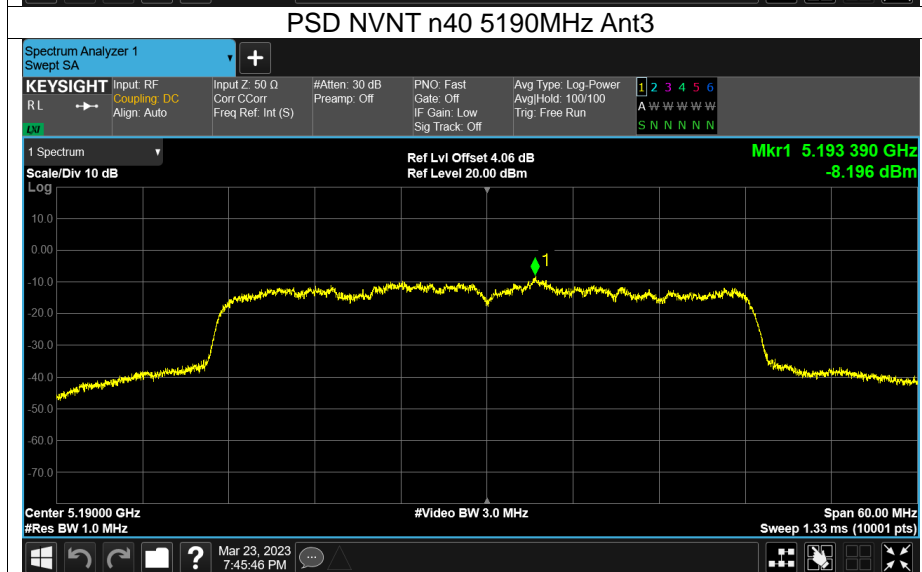 PSD NVNT n40 5190MHz Ant3
Spectrum Analyzer 1
Swept SA
+
KEYSIGHT Input: RF Input Z: 50 Ω #Atten: 30 dB PNO: Fast Avg Type: Log-Power 1 2 3 4 5 6
RL Coupling: DC Corr CCorr Preamp: Off Gate: Off Avg|Hold: 100/100 A W W W W W
Align: Auto Freq Ref: Int (S) IF Gain: Low Trig: Free Run
LXI Sig Track: Off S N N N N N
1 Spectrum Ref Lvl Offset 4.06 dB Mkr1 5.193 390 GHz
Scale/Div 10 dB Ref Level 20.00 dBm -8.196 dBm
Log
10.0
0.00
1
-10.0
-20.0
-30.0
-40.0
-50.0
-60.0
-70.0
Center 5.19000 GHz #Video BW 3.0 MHz Span 60.00 MHz
#Res BW 1.0 MHz Sweep 1.33 ms (10001 pts)
? Mar 23, 2023
7:45:46 PM